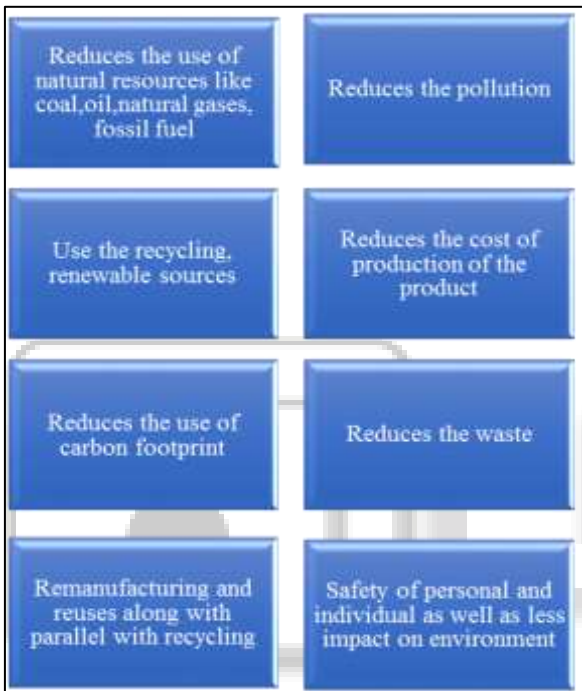 Reduces the use of
natural resources like
coal,oil,natural gases,
fossil fuel
Reduces the pollution
Use the recycling,
renewable sources
Reduces the cost of
production of the
product
Reduces the use of
carbon footprint
Reduces the waste
Remanufacturing and
reuses along with
parallel with recycling
Safety of personal and
individual as well as less
impact on environment